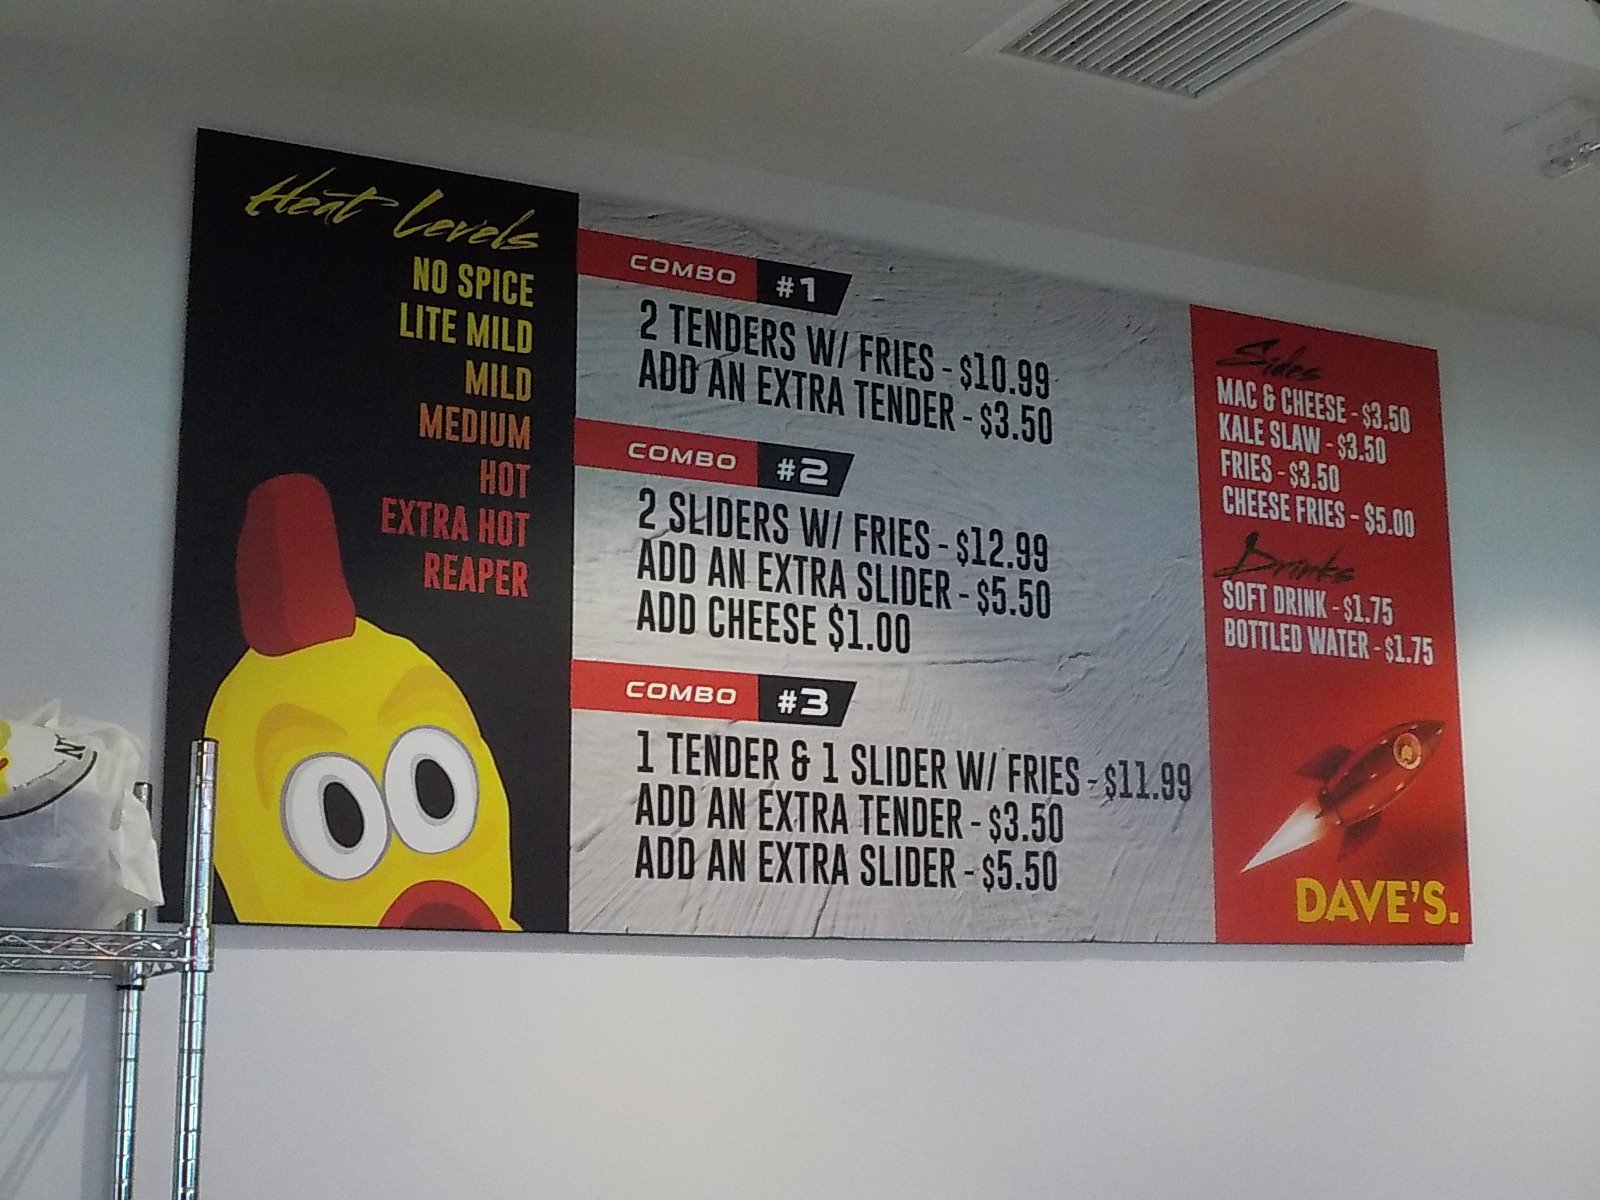 Heat Levels
NO SPICE
LITE MILD
MILD
MEDIUM
HOT
EXTRA HOT
REAPER
COMBO #1
2 TENDERS W/ FRIES - $10.99
ADD AN EXTRA TENDER - $3.50
COMBO #2
2 SLIDERS W/ FRIES - $12.99
ADD AN EXTRA SLIDER - $5.50
ADD CHEESE $1.00
COMBO #3
1 TENDER & 1 SLIDER W/ FRIES - $11.99
ADD AN EXTRA TENDER - $3.50
ADD AN EXTRA SLIDER - $5.50
Sides
MAC & CHEESE - $3.50
KALE SLAW - $3.50
FRIES - $3.50
CHEESE FRIES - $5.00
Drinks
SOFT DRINK - $1.75
BOTTLED WATER - $1.75
DAVE'S.